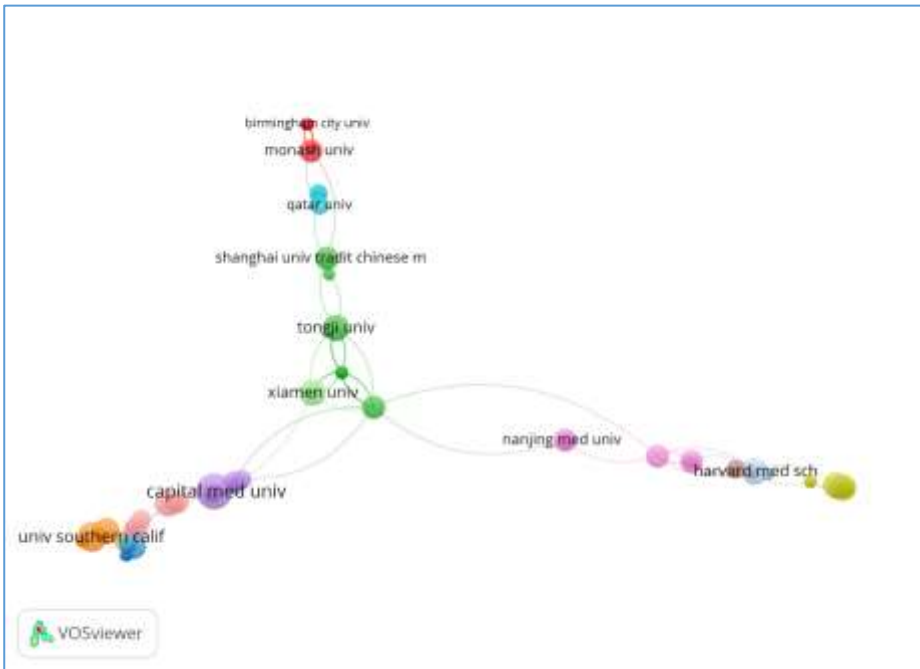 birmingham city univ
monash univ
qatar univ
shanghai univ tradit chinese m
tongji univ
xiamen univ
nanjing med univ
harvard med sch
capital med univ
univ southern calif
VOSviewer